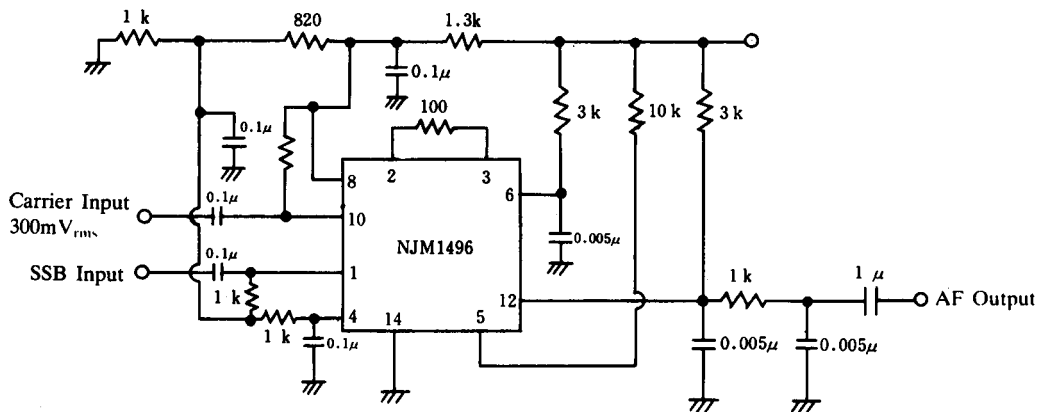 1 k
820
1.3k
0.1μ
3 k
10 k
3 k
100
0.1μ
8
2
3
6
Carrier Input
300mVrms
0.1μ
10
NJM1496
0.005μ
0.1μ
SSB Input
1
1 k
1 μ
1 k
12
AF Output
1 k
4
14
5
0.1μ
0.005μ
0.005μ